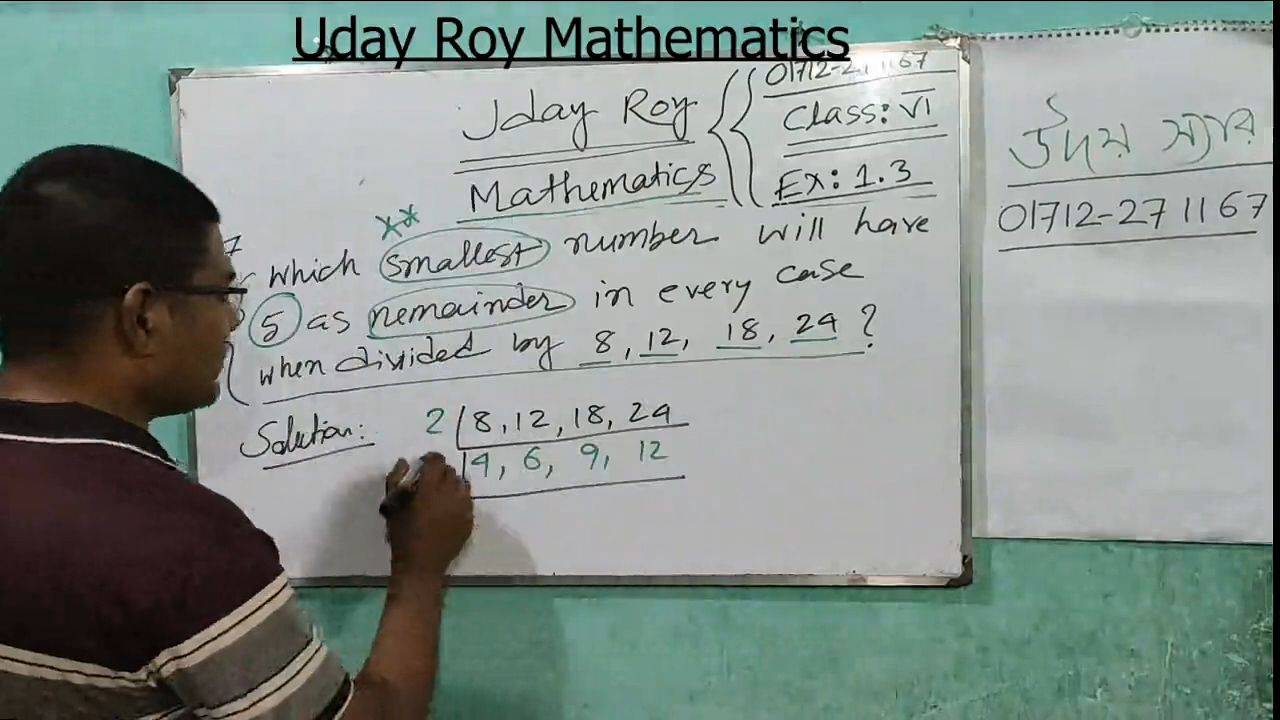 Uday Roy Mathematics
Uday Roy
Mathematics
01712-271167
Class: VI
Ex: 1.3
উদয় স্যার
01712-271167
**
which smallest number will have
5 as remainder in every case
when divided by 8, 12, 18, 24?
Solution:
2 8, 12, 18, 24
4, 6, 9, 12